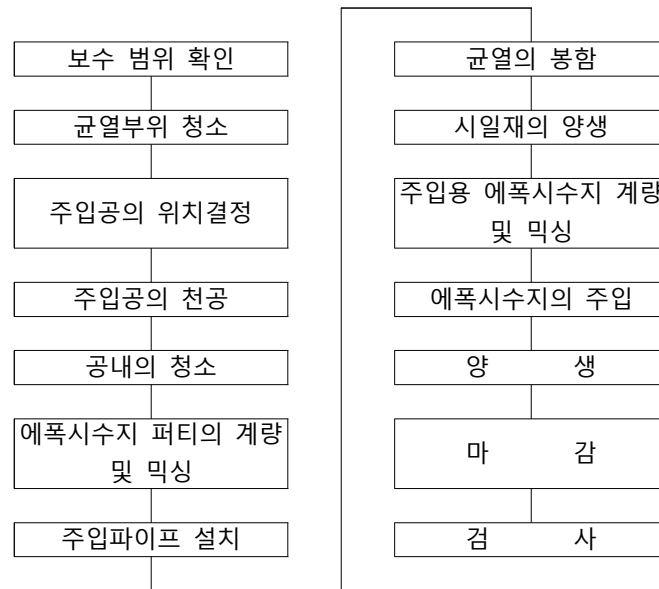 보수 범위 확인
균열부위 청소
주입공의 위치결정
주입공의 천공
공내의 청소
에폭시수지 퍼티의 계량
및 믹싱
주입파이프 설치
균열의 봉함
시일재의 양생
주입용 에폭시수지 계량
및 믹싱
에폭시수지의 주입
양 생
마 감
검 사